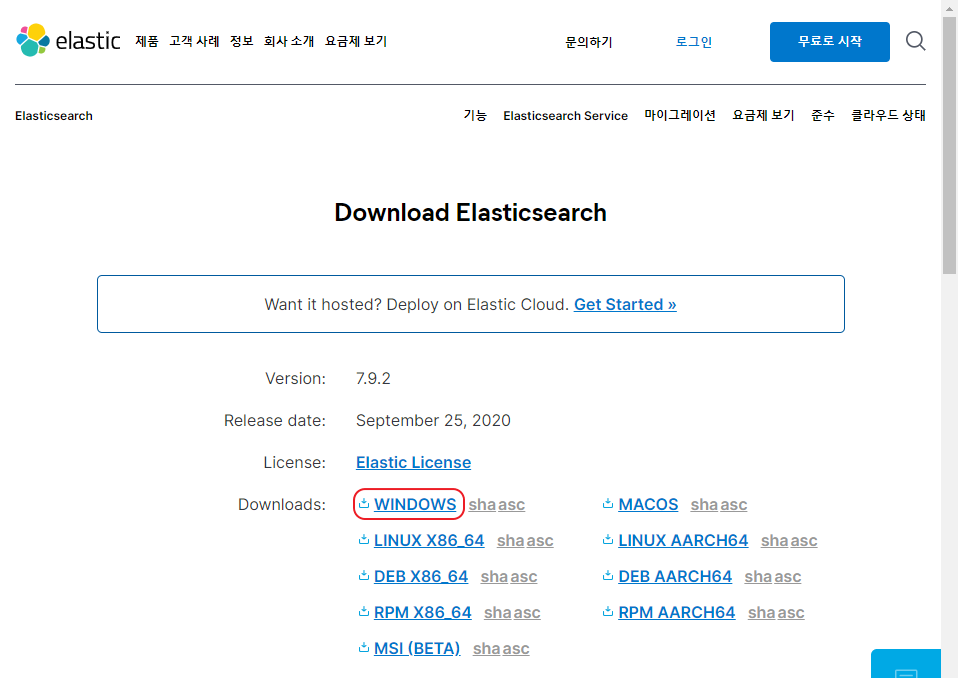 elastic 제품 고객 사례 정보 회사 소개 요금제 보기 문의하기 로그인 무료로 시작
Elasticsearch 기능 Elasticsearch Service 마이그레이션 요금제 보기 준수 클라우드 상태
Download Elasticsearch
Want it hosted? Deploy on Elastic Cloud. Get Started »
Version: 7.9.2
Release date: September 25, 2020
License: Elastic License
Downloads: WINDOWS sha asc MACOS sha asc
LINUX X86_64 sha asc LINUX AARCH64 sha asc
DEB X86_64 sha asc DEB AARCH64 sha asc
RPM X86_64 sha asc RPM AARCH64 sha asc
MSI (BETA) sha asc